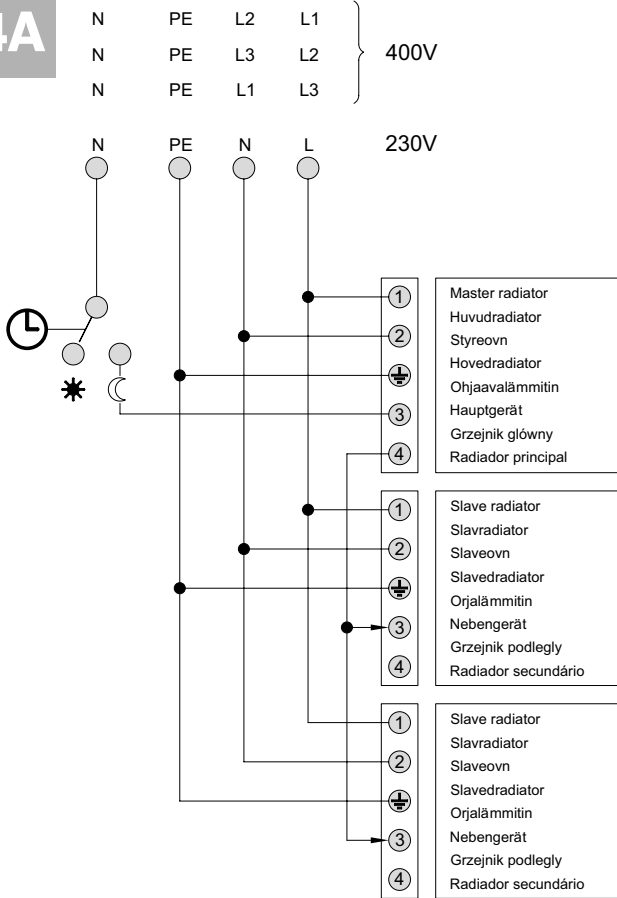 4A
N PE L2 L1
N PE L3 L2 400V
N PE L1 L3
N PE N L 230V
1 Master radiator
Huvudradiator
2 Styreovn
Hovedradiator
Ohjaavalämmitin
3 Hauptgerät
Grzejnik glówny
4 Radiador principal
1 Slave radiator
Slavradiator
2 Slaveovn
Slavedradiator
Orjalämmitin
3 Nebengerät
Grzejnik podlegly
4 Radiador secundário
1 Slave radiator
Slavradiator
2 Slaveovn
Slavedradiator
Orjalämmitin
3 Nebengerät
Grzejnik podlegly
4 Radiador secundário